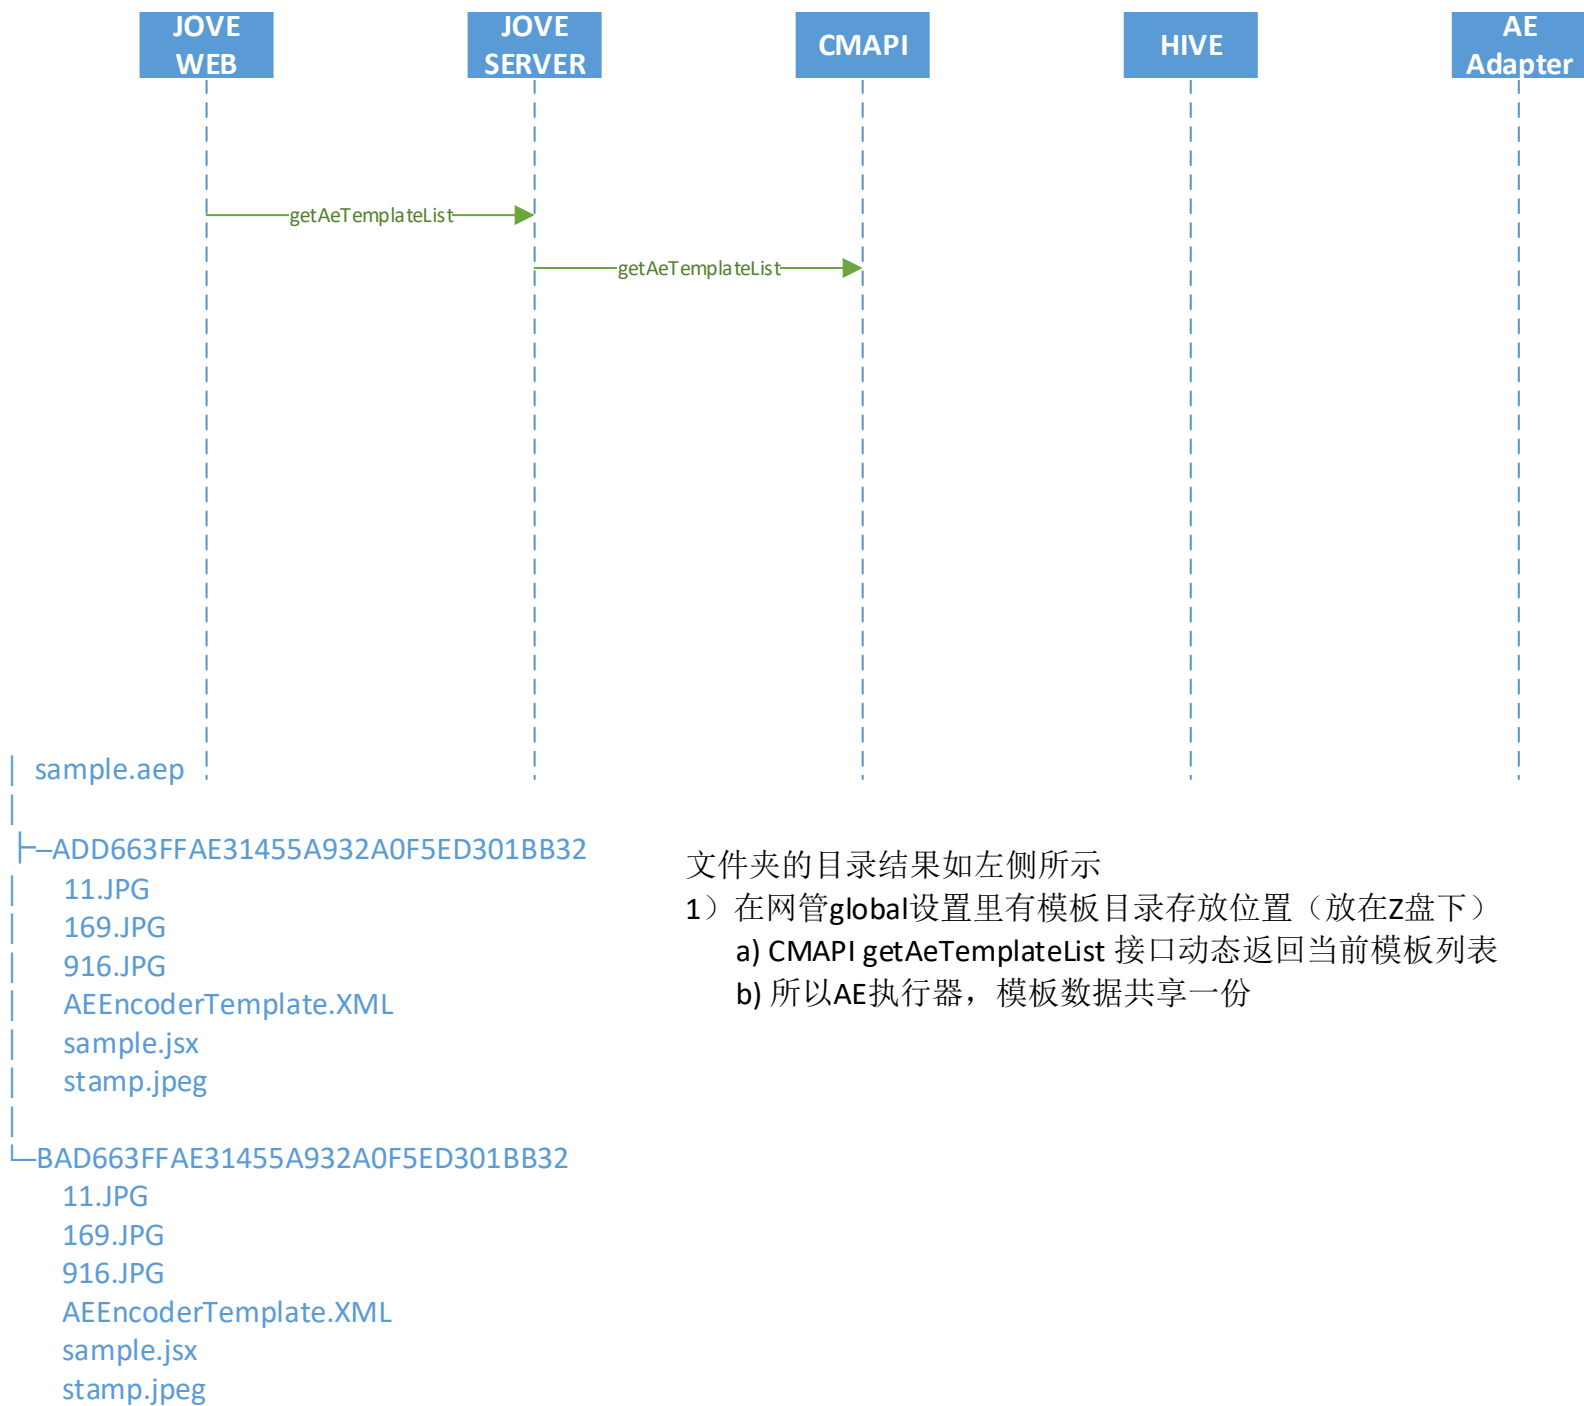 JOVE
WEB
JOVE
SERVER
CMAPI
HIVE
AE
Adapter
getAeTemplateList
getAeTemplateList
│ sample.aep
│
├─ADD663FFAE31455A932A0F5ED301BB32
│ 11.JPG
│ 169.JPG
│ 916.JPG
│ AEEncoderTemplate.XML
│ sample.jsx
│ stamp.jpeg
│
└─BAD663FFAE31455A932A0F5ED301BB32
11.JPG
169.JPG
916.JPG
AEEncoderTemplate.XML
sample.jsx
stamp.jpeg
文件夹的目录结果如左侧所示
1）在网管global设置里有模板目录存放位置（放在Z盘下）
a) CMAPI getAeTemplateList 接口动态返回当前模板列表
b) 所以AE执行器，模板数据共享一份